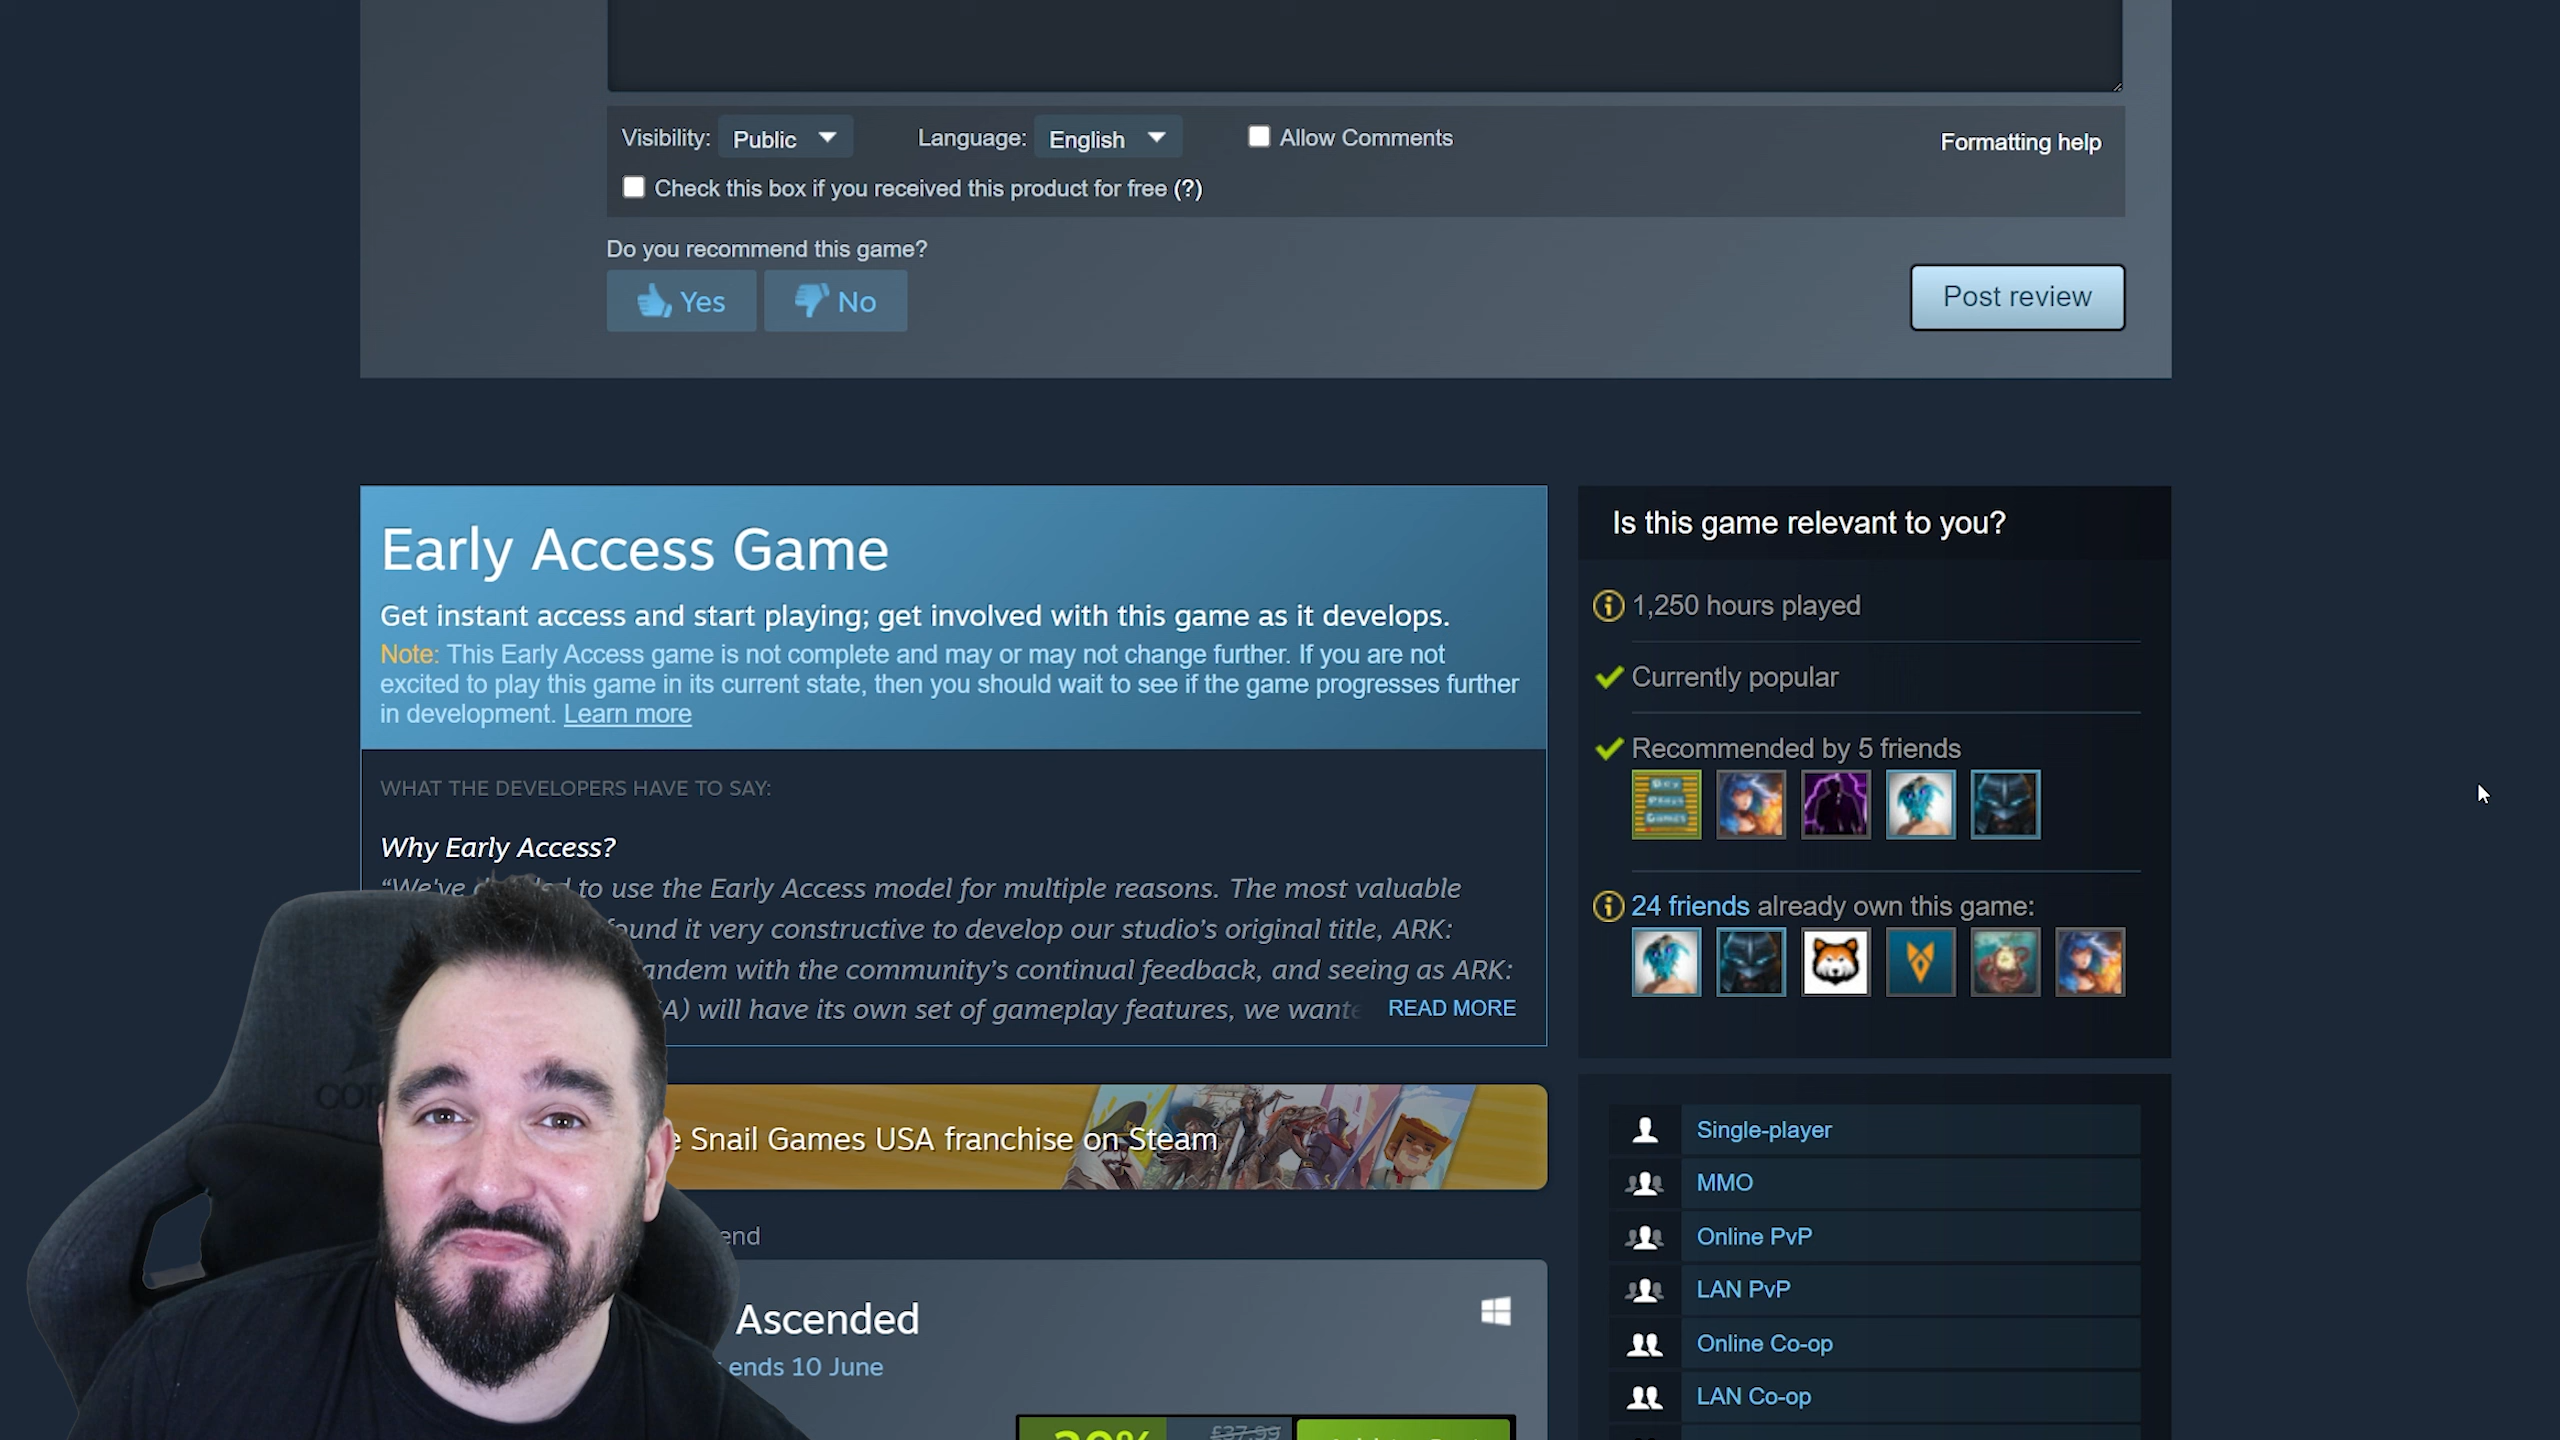 Visibility: Public Language: English Allow Comments Formatting help
Check this box if you received this product for free (?)
Do you recommend this game?
Yes No Post review
Early Access Game
Get instant access and start playing; get involved with this game as it develops.
Note: This Early Access game is not complete and may or may not change further. If you are not
excited to play this game in its current state, then you should wait to see if the game progresses further
in development. Learn more
WHAT THE DEVELOPERS HAVE TO SAY:
Why Early Access?
“We've to use the Early Access model for multiple reasons. The most valuable
found it very constructive to develop our studio’s original title, ARK:
tandem with the community’s continual feedback, and seeing as ARK:
A) will have its own set of gameplay features, we want READ MORE
Snail Games USA franchise on Steam
end
Ascended
ends 10 June
£37.99
Is this game relevant to you?
1,250 hours played
Currently popular
Recommended by 5 friends
Dev
Plays
Games
24 friends already own this game:
Single-player
MMO
Online PvP
LAN PvP
Online Co-op
LAN Co-op